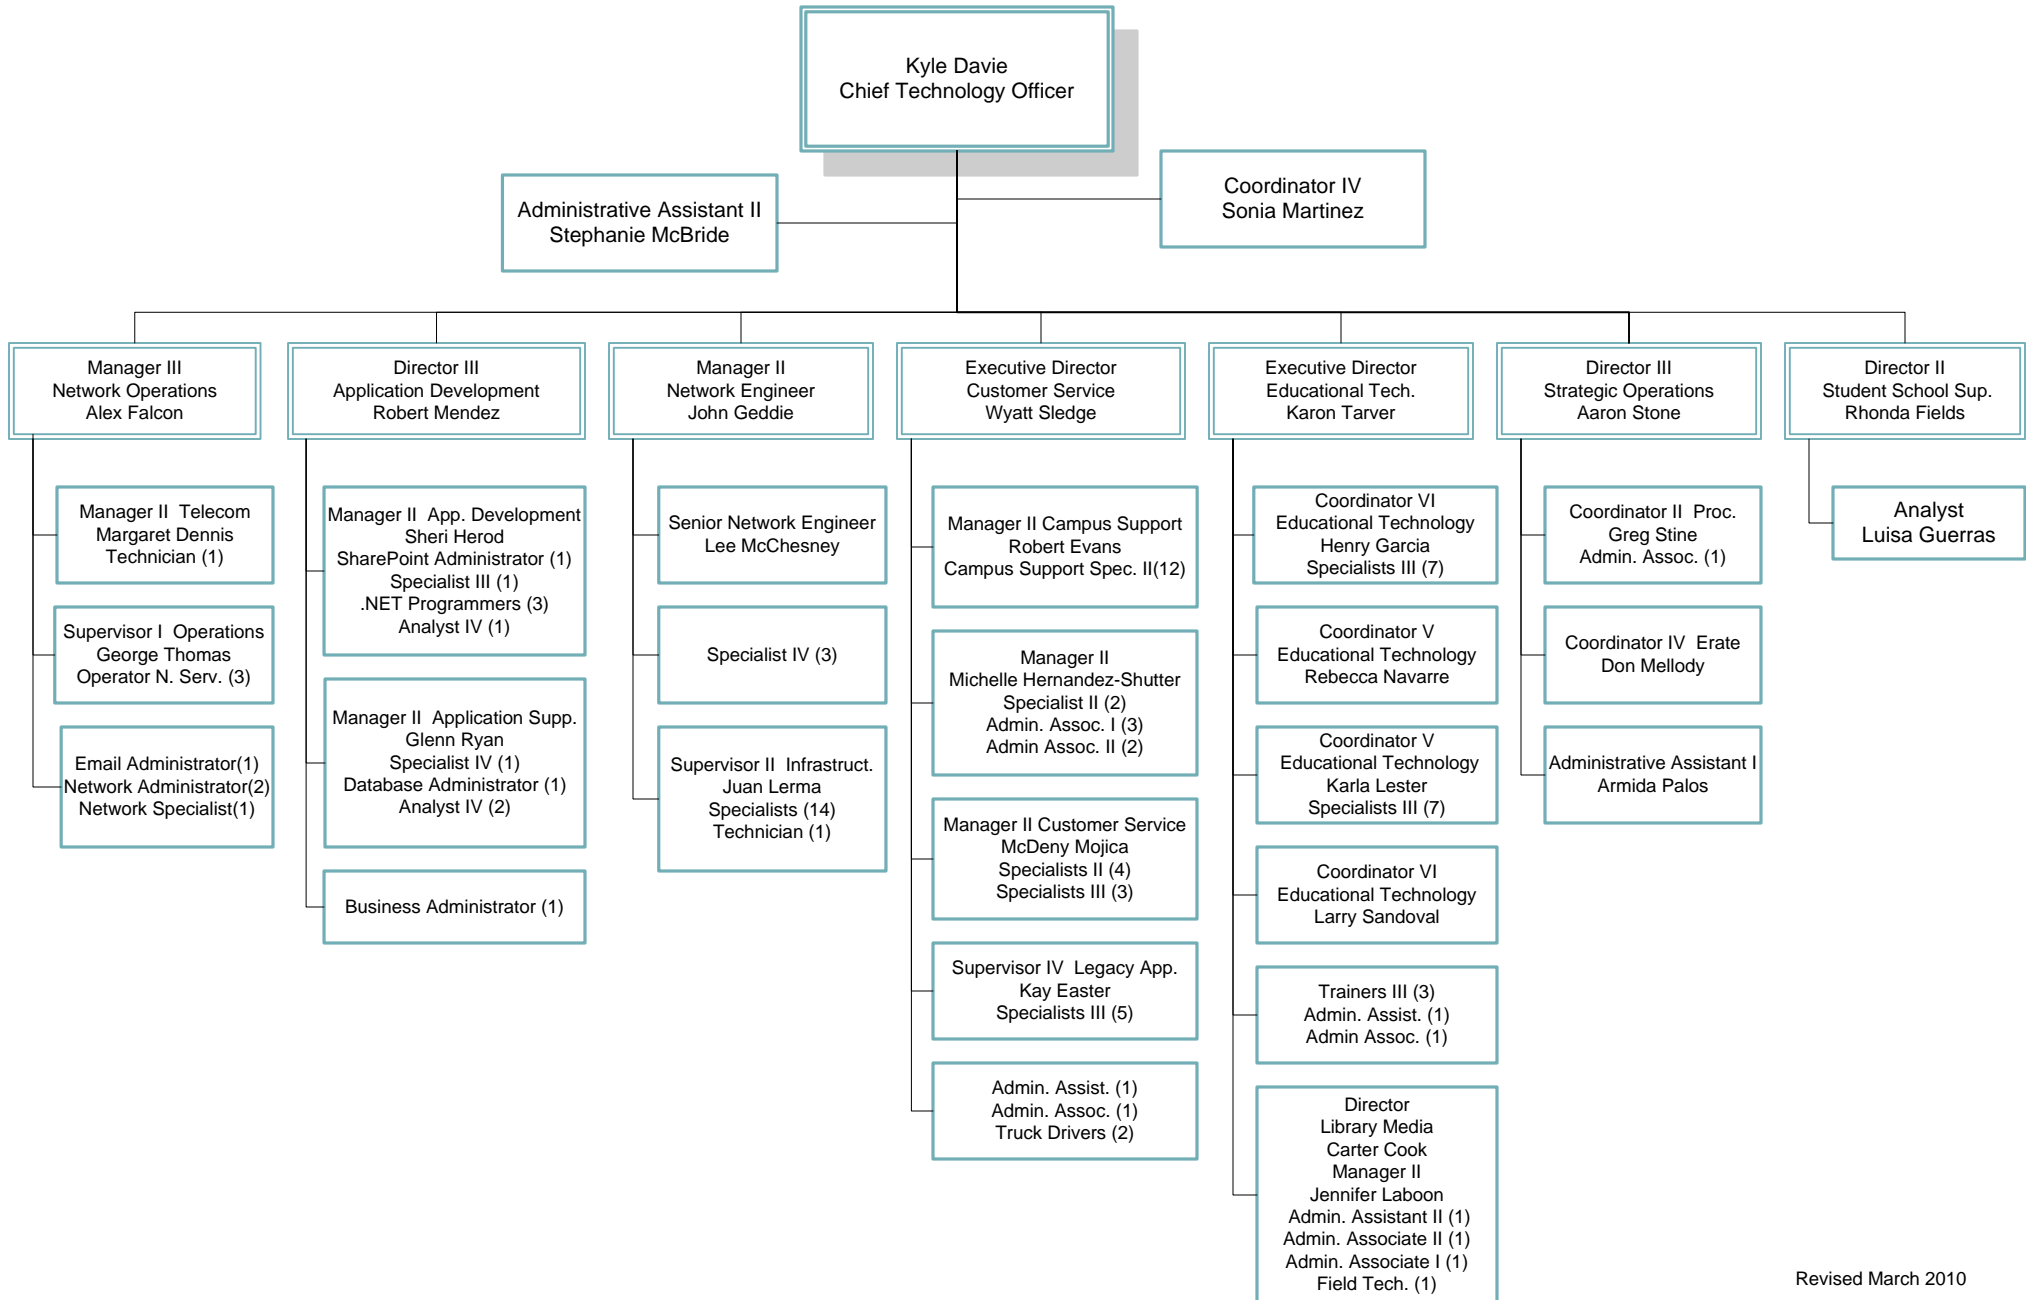 Kyle Davie
Chief Technology Officer
Administrative Assistant II
Stephanie McBride
Coordinator IV
Sonia Martinez
Manager III
Network Operations
Alex Falcon
Manager II  Telecom
Margaret Dennis
Technician (1)
Supervisor I  Operations
George Thomas
Operator N. Serv. (3)
Email Administrator(1)
Network Administrator(2)
Network Specialist(1)
Director III
Application Development
Robert Mendez
Manager II  App. Development
Sheri Herod
SharePoint Administrator (1)
Specialist III (1)
.NET Programmers (3)
Analyst IV (1)
Manager II  Application Supp.
Glenn Ryan
Specialist IV (1)
Database Administrator (1)
Analyst IV (2)
Business Administrator (1)
Manager II
Network Engineer
John Geddie
Senior Network Engineer
Lee McChesney
Specialist IV (3)
Supervisor II  Infrastruct.
Juan Lerma
Specialists (14)
Technician (1)
Executive Director
Customer Service
Wyatt Sledge
Manager II Campus Support
Robert Evans
Campus Support Spec. II(12)
Manager II
Michelle Hernandez-Shutter
Specialist II (2)
Admin. Assoc. I (3)
Admin Assoc. II (2)
Manager II Customer Service
McDeny Mojica
Specialists II (4)
Specialists III (3)
Supervisor IV  Legacy App.
Kay Easter
Specialists III (5)
Admin. Assist. (1)
Admin. Assoc. (1)
Truck Drivers (2)
Executive Director
Educational Tech.
Karon Tarver
Coordinator VI
Educational Technology
Henry Garcia
Specialists III (7)
Coordinator V
Educational Technology
Rebecca Navarre
Coordinator V
Educational Technology
Karla Lester
Specialists III (7)
Coordinator VI
Educational Technology
Larry Sandoval
Trainers III (3)
Admin. Assist. (1)
Admin Assoc. (1)
Director
Library Media
Carter Cook
Manager II
Jennifer Laboon
Admin. Assistant II (1)
Admin. Associate II (1)
Admin. Associate I (1)
Field Tech. (1)
Director III
Strategic Operations
Aaron Stone
Coordinator II  Proc.
Greg Stine
Admin. Assoc. (1)
Coordinator IV  Erate
Don Mellody
Administrative Assistant I
Armida Palos
Director II
Student School Sup.
Rhonda Fields
Analyst
Luisa Guerras
Revised March 2010